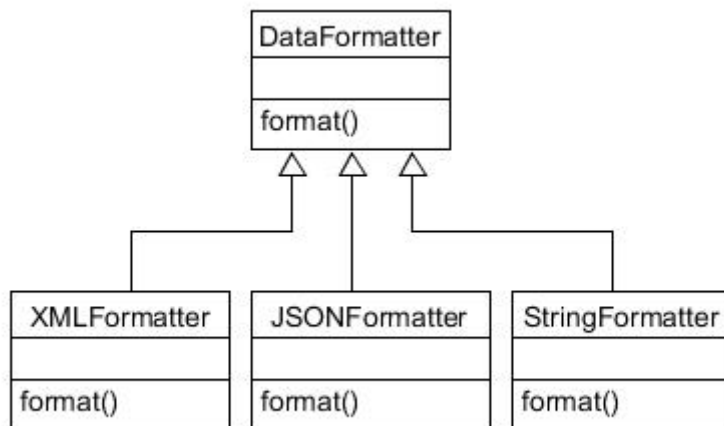 DataFormatter
format()
XMLFormatter
JSONFormatter
StringFormatter
format()
format()
format()